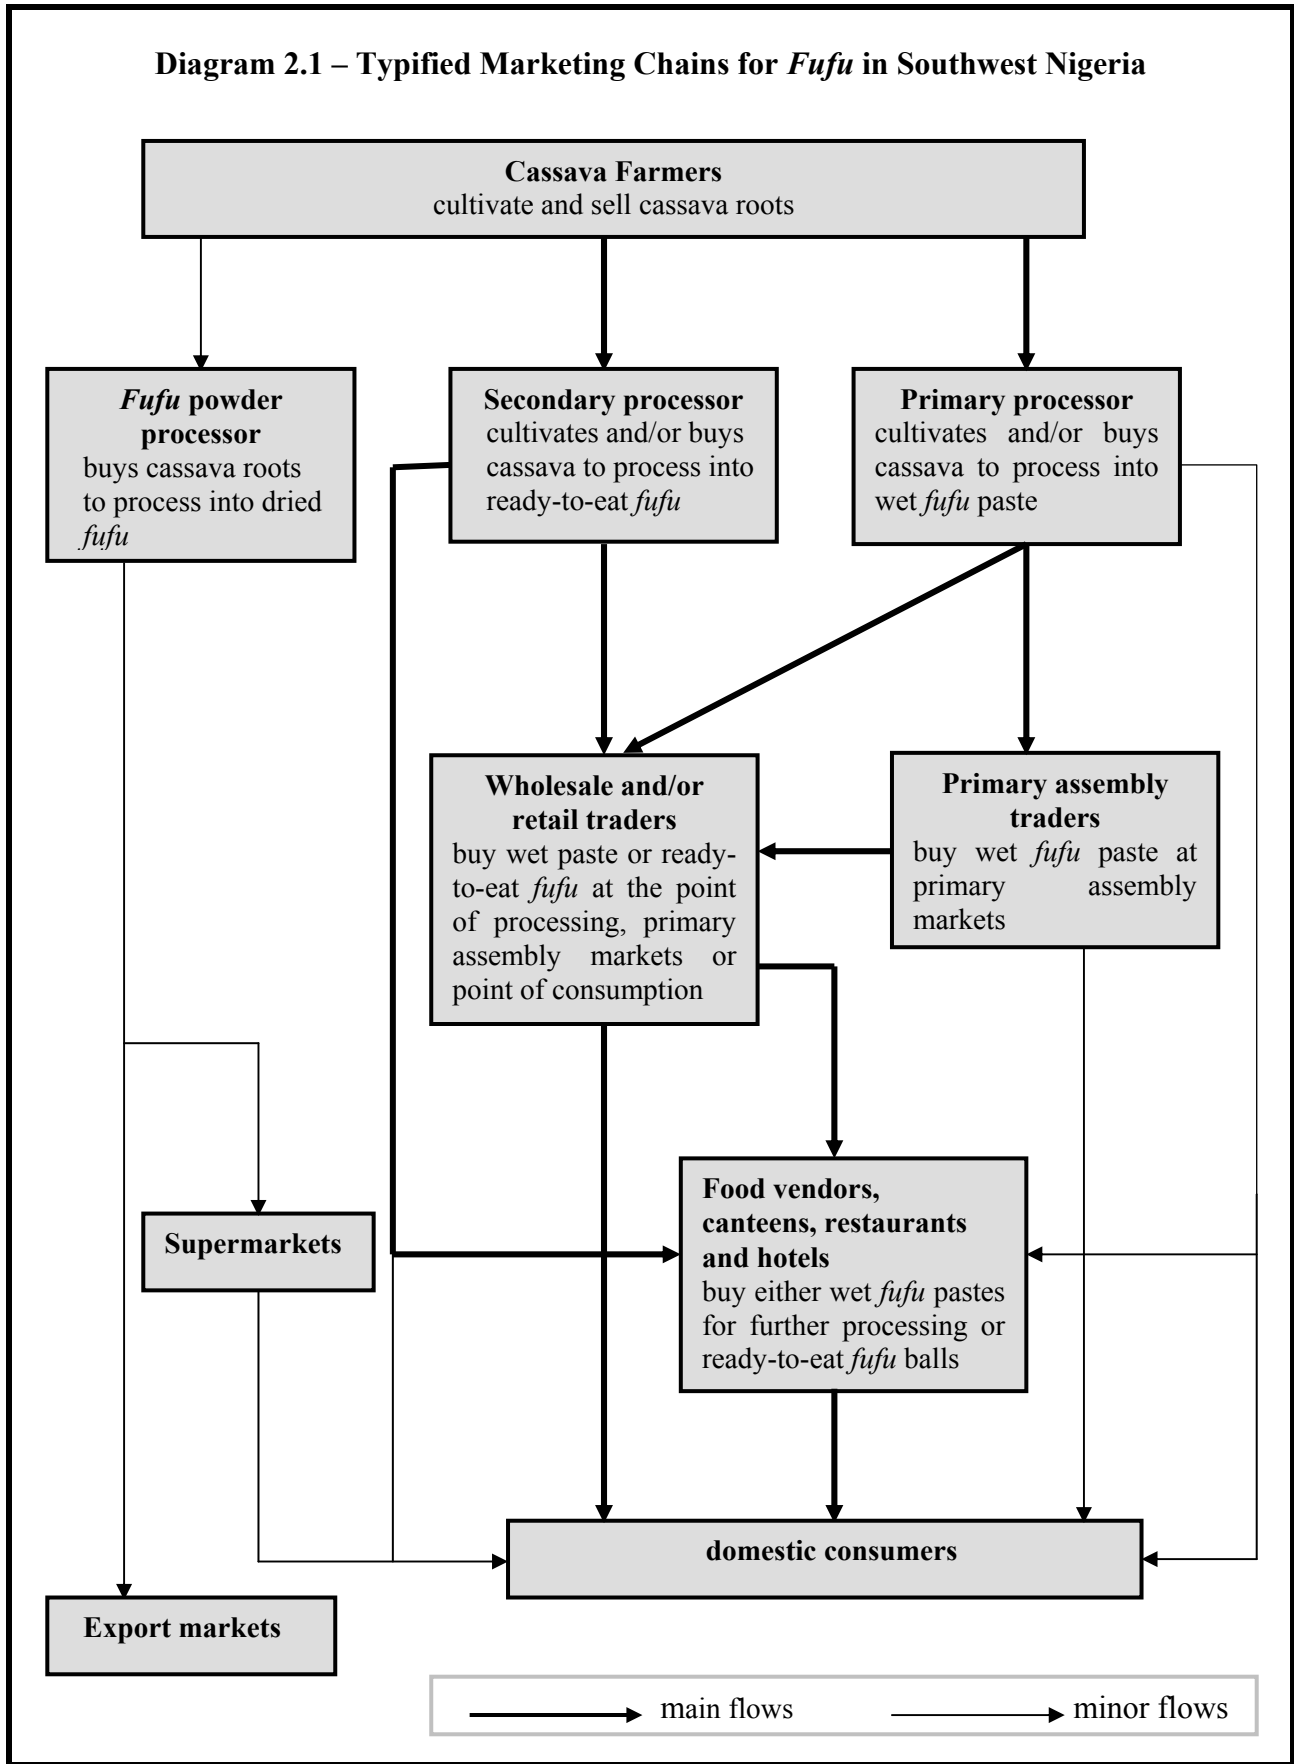 Diagram 2.1 – Typified Marketing Chains for Fufu in Southwest Nigeria
Cassava Farmers
cultivate and sell cassava roots
Fufu powder
processor
buys cassava roots
to process into dried
fufu
Secondary processor
cultivates and/or buys
cassava to process into
ready-to-eat fufu
Primary processor
cultivates and/or buys
cassava to process into
wet fufu paste
Wholesale and/or
retail traders
buy wet paste or ready-
to-eat fufu at the point
of processing, primary
assembly markets or
point of consumption
Primary assembly
traders
buy wet fufu paste at
primary assembly
markets
Food vendors,
canteens, restaurants
and hotels
buy either wet fufu pastes
for further processing or
ready-to-eat fufu balls
Supermarkets
domestic consumers
Export markets
main flows
minor flows